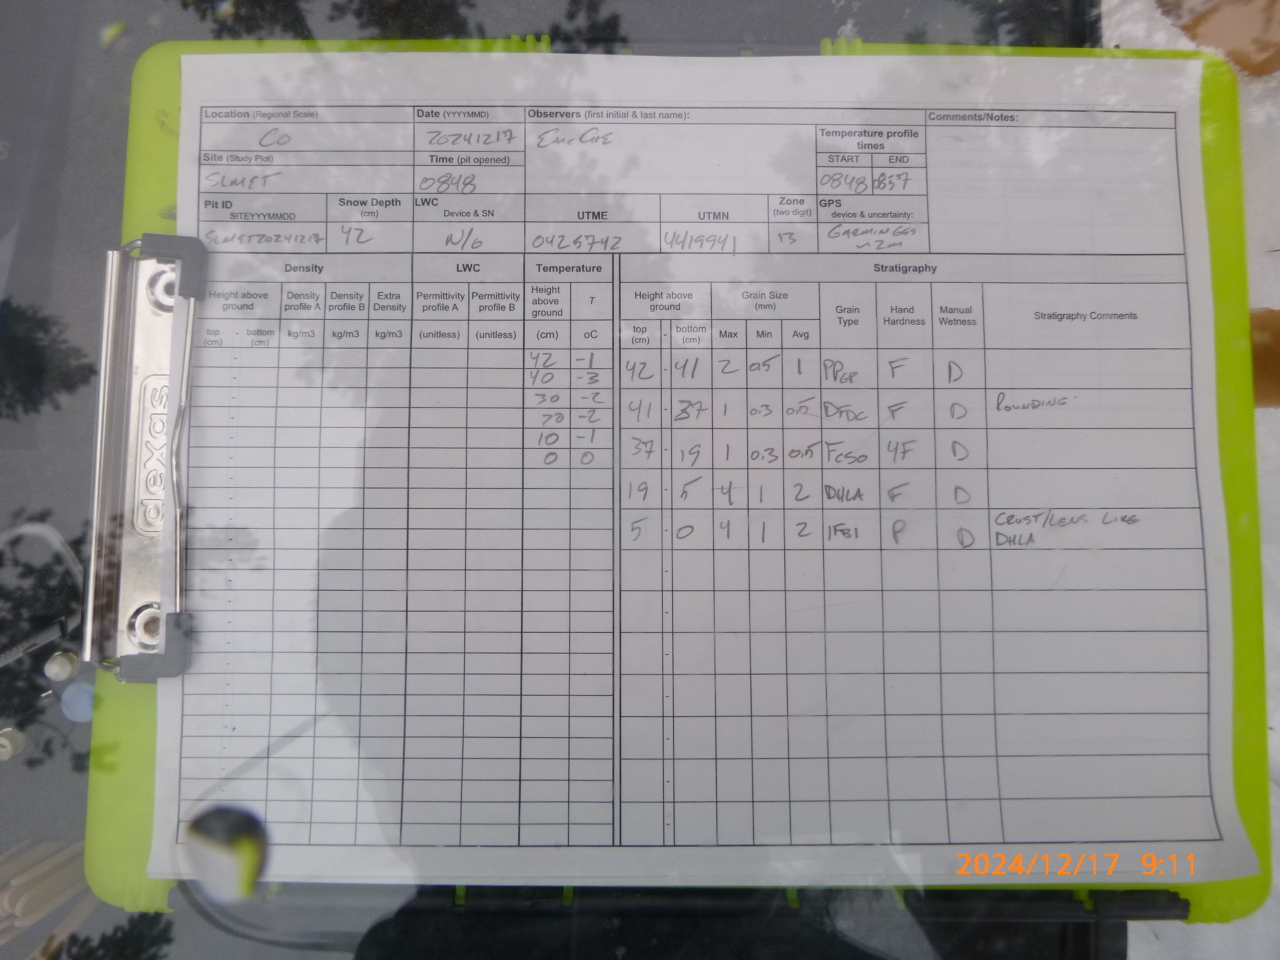 Location (Regional Scale) Date (YYYYMMD) Observers (first initial & last name): Comments/Notes:
CO 20241217
Temperature profile times
Site (Study Plot) Time (pit opened) START END
SLMET 0848 0848 0857
Pit ID SITEYYYYMMDD Snow Depth (cm) LWC Device & SN UTME UTMN Zone (two digit) GPS device & uncertainty:
SLMET20241217 42 N/O 0425742 4419941 13 ~2m
Density LWC Temperature Stratigraphy
Height above ground Density profile A Density profile B Extra Density Permittivity profile A Permittivity profile B Height above ground T Height above ground Grain Size (mm) Grain Type Hand Hardness Manual Wetness Stratigraphy Comments
top (cm) - bottom (cm) kg/m3 kg/m3 kg/m3 (unitless) (unitless) (cm) oC top (cm) - bottom (cm) Max Min Avg
42 -1
40 -3
30 -2
20 -2
10 -1
0 0
42 - 41 2 0.5 1 PPGP F D
41 - 37 1 0.3 0.5 DFDC F D ROUNDING
37 - 19 1 0.3 0.5 FCSO 4F D
19 - 5 4 1 2 DHLA F D
5 - 0 4 1 2 IFBI P D CRUST/LENS LIKE
DHLA
dexas
2024/12/17 9:11